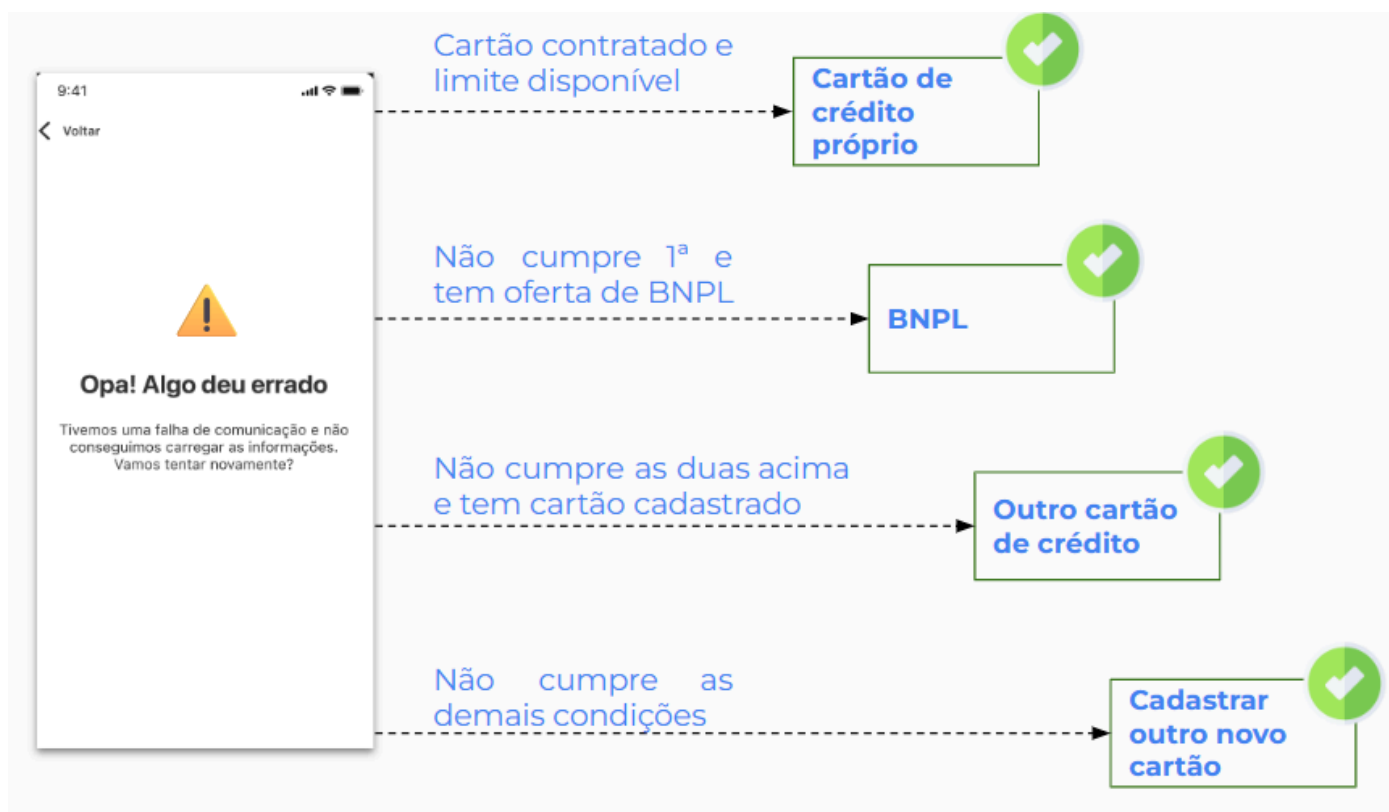 9:41
Voltar
Opa! Algo deu errado
Tivemos uma falha de comunicação e não
conseguimos carregar as informações.
Vamos tentar novamente?
Cartão contratado e
limite disponível
Cartão de
crédito
próprio
Não cumpre 1ª e
tem oferta de BNPL
BNPL
Não cumpre as duas acima
e tem cartão cadastrado
Outro cartão
de crédito
Não cumpre as
demais condições
Cadastrar
outro novo
cartão